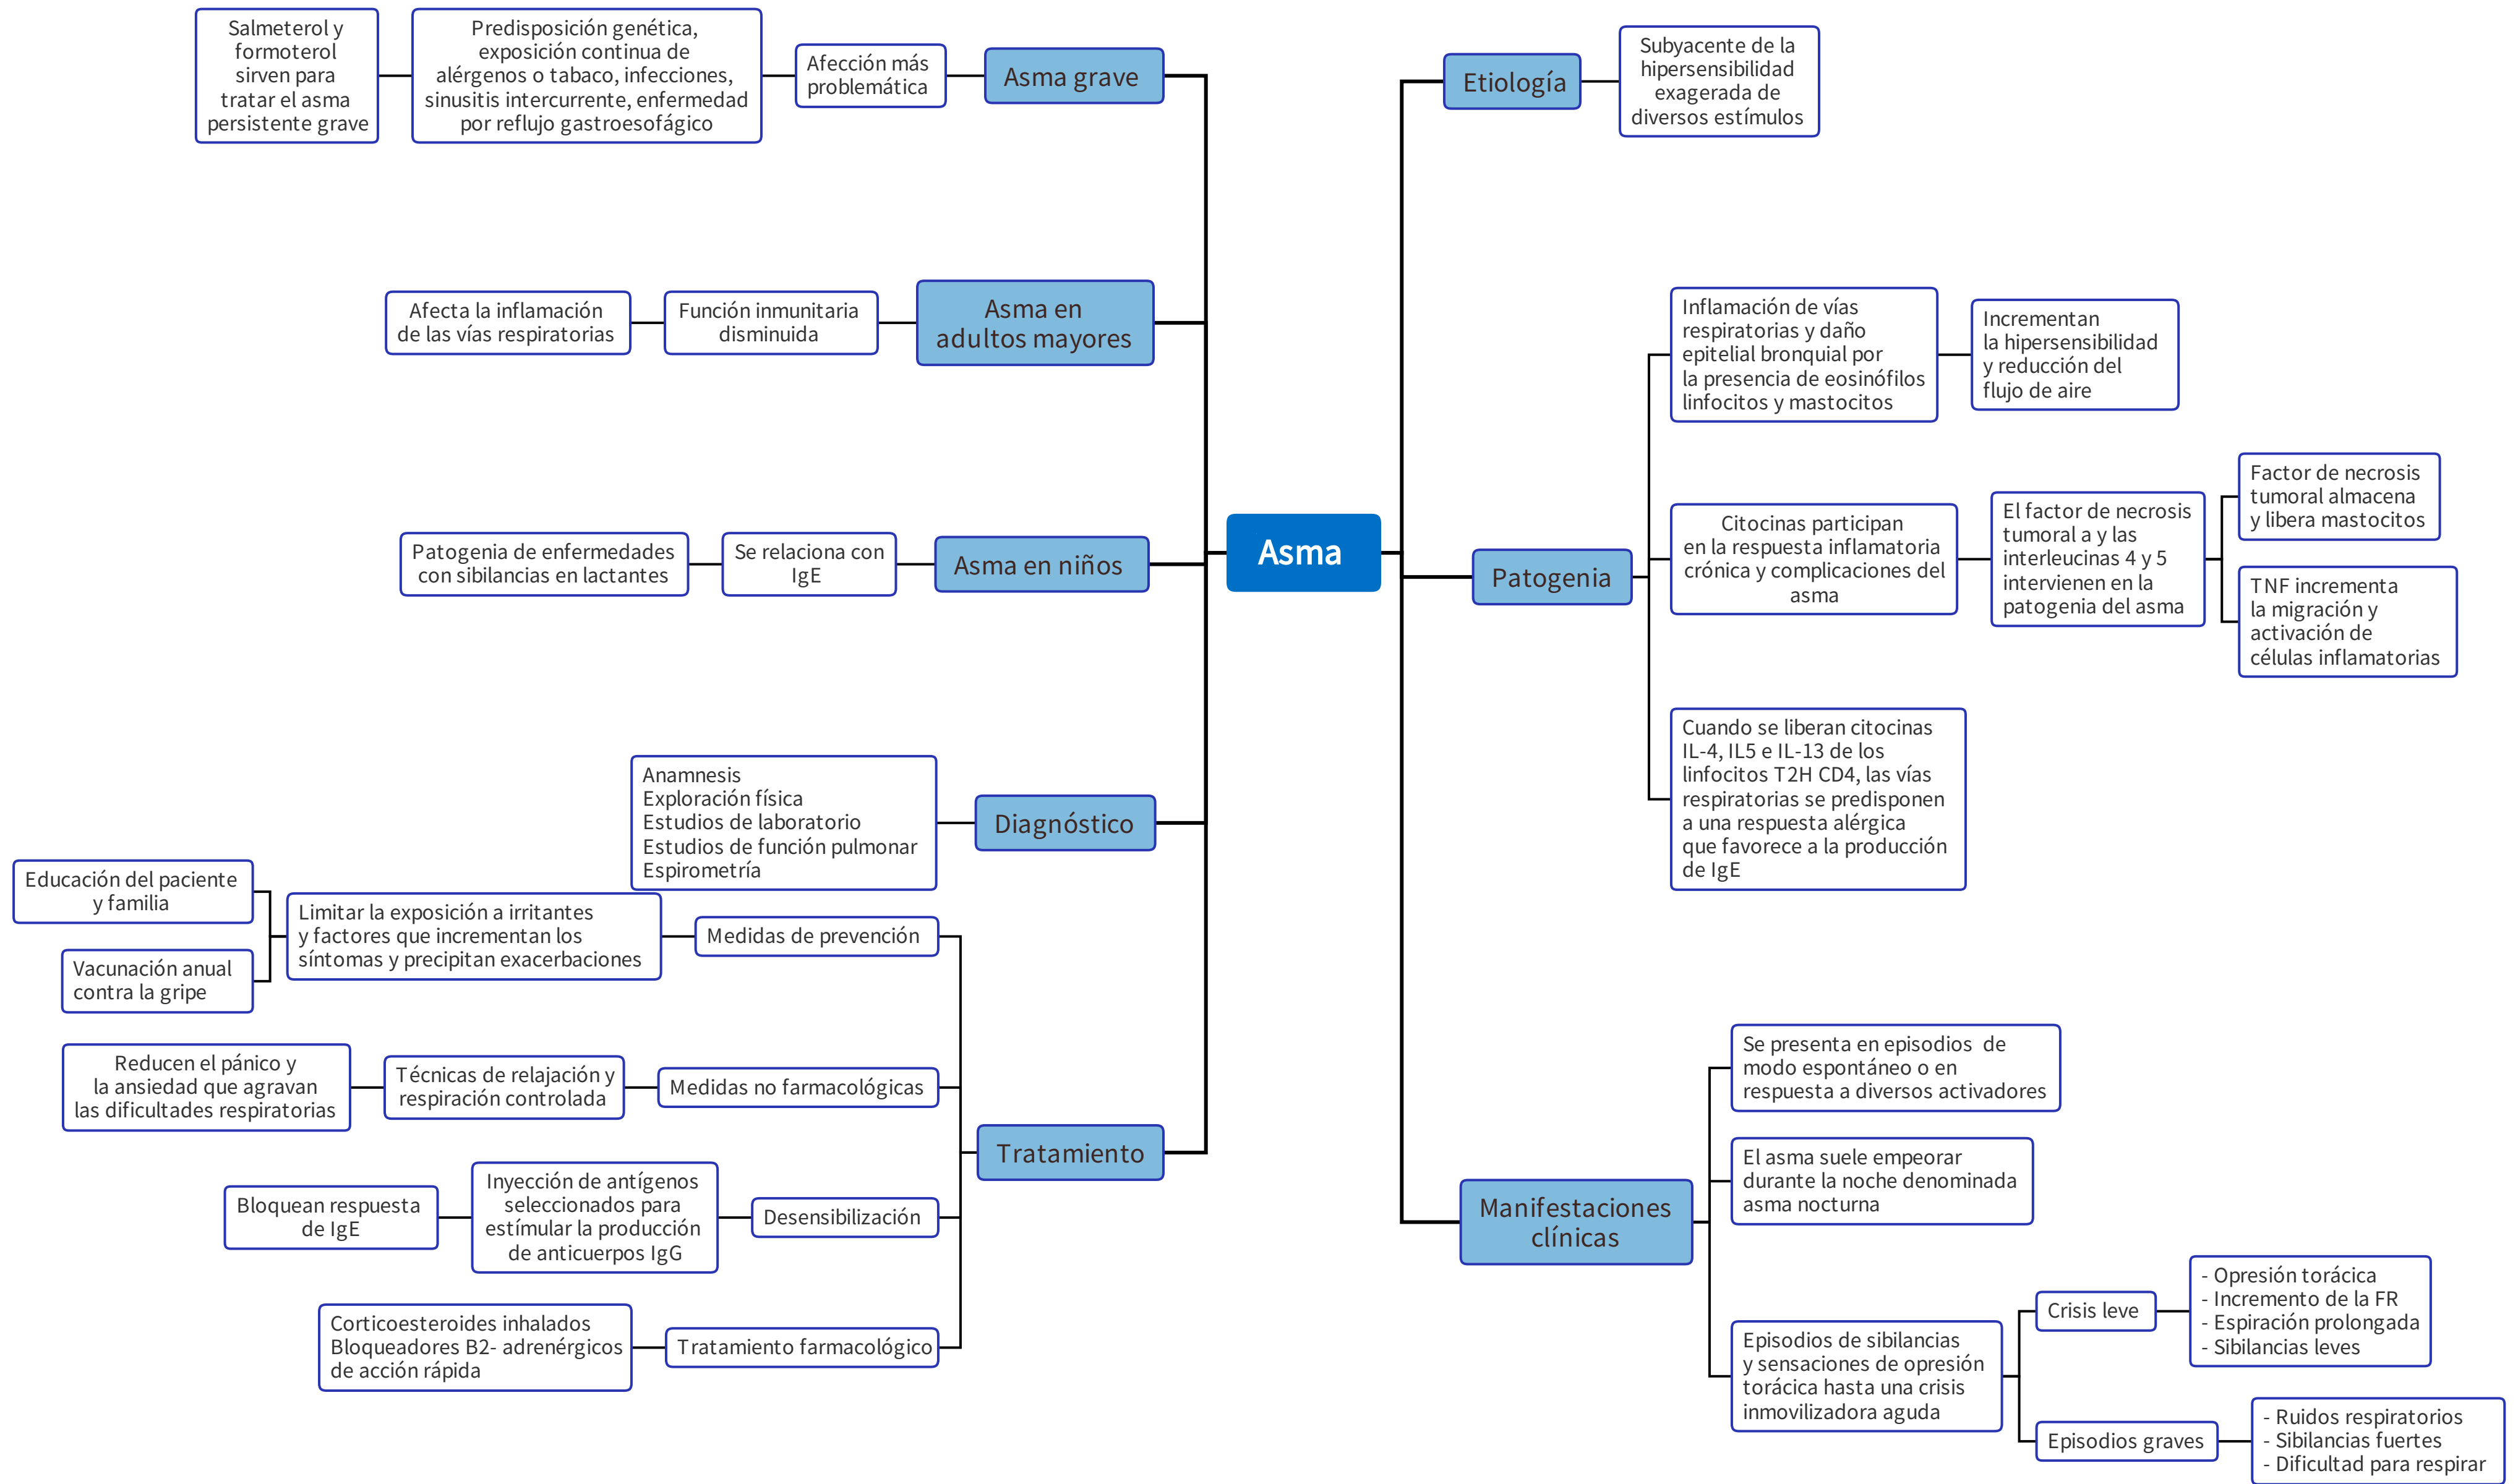 Asma
Etiología
Subyacente de la
hipersensibilidad
exagerada de
diversos estímulos
Patogenia
Inflamación de vías
respiratorias y daño
epitelial bronquial por
la presencia de eosinófilos
linfocitos y mastocitos
Incrementan
la hipersensibilidad
y reducción del
flujo de aire
Citocinas participan
en la respuesta inflamatoria
crónica y complicaciones del
asma
El factor de necrosis
tumoral a y las
interleucinas 4 y 5
intervienen en la
patogenia del asma
Factor de necrosis
tumoral almacena
y libera mastocitos
TNF incrementa
la migración y
activación de
células inflamatorias
Cuando se liberan citocinas
IL-4, IL5 e IL-13 de los
linfocitos T2H CD4, las vías
respiratorias se predisponen
a una respuesta alérgica
que favorece a la producción
de IgE
Manifestaciones
clínicas
Se presenta en episodios  de
modo espontáneo o en
respuesta a diversos activadores
El asma suele empeorar
durante la noche denominada
asma nocturna
Episodios de sibilancias
y sensaciones de opresión
torácica hasta una crisis
inmovilizadora aguda
Crisis leve
- Opresión torácica
- Incremento de la FR
- Espiración prolongada
- Sibilancias leves
Episodios graves
- Ruidos respiratorios
- Sibilancias fuertes
- Dificultad para respirar
Asma grave
Afección más
problemática
Predisposición genética,
exposición continua de
alérgenos o tabaco, infecciones,
sinusitis intercurrente, enfermedad
por reflujo gastroesofágico
Salmeterol y
formoterol
sirven para
tratar el asma
persistente grave
Asma en
adultos mayores
Función inmunitaria
disminuida
Afecta la inflamación
de las vías respiratorias
Asma en niños
Se relaciona con
IgE
Patogenia de enfermedades
con sibilancias en lactantes
Diagnóstico
Anamnesis
Exploración física
Estudios de laboratorio
Estudios de función pulmonar
Espirometría
Tratamiento
Medidas de prevención
Limitar la exposición a irritantes
y factores que incrementan los
síntomas y precipitan exacerbaciones
Educación del paciente
y familia
Vacunación anual
contra la gripe
Medidas no farmacológicas
Técnicas de relajación y
respiración controlada
Reducen el pánico y
la ansiedad que agravan
las dificultades respiratorias
Desensibilización
Inyección de antígenos
seleccionados para
estímular la producción
de anticuerpos IgG
Bloquean respuesta
de IgE
Tratamiento farmacológico
Corticoesteroides inhalados
Bloqueadores B2- adrenérgicos
de acción rápida